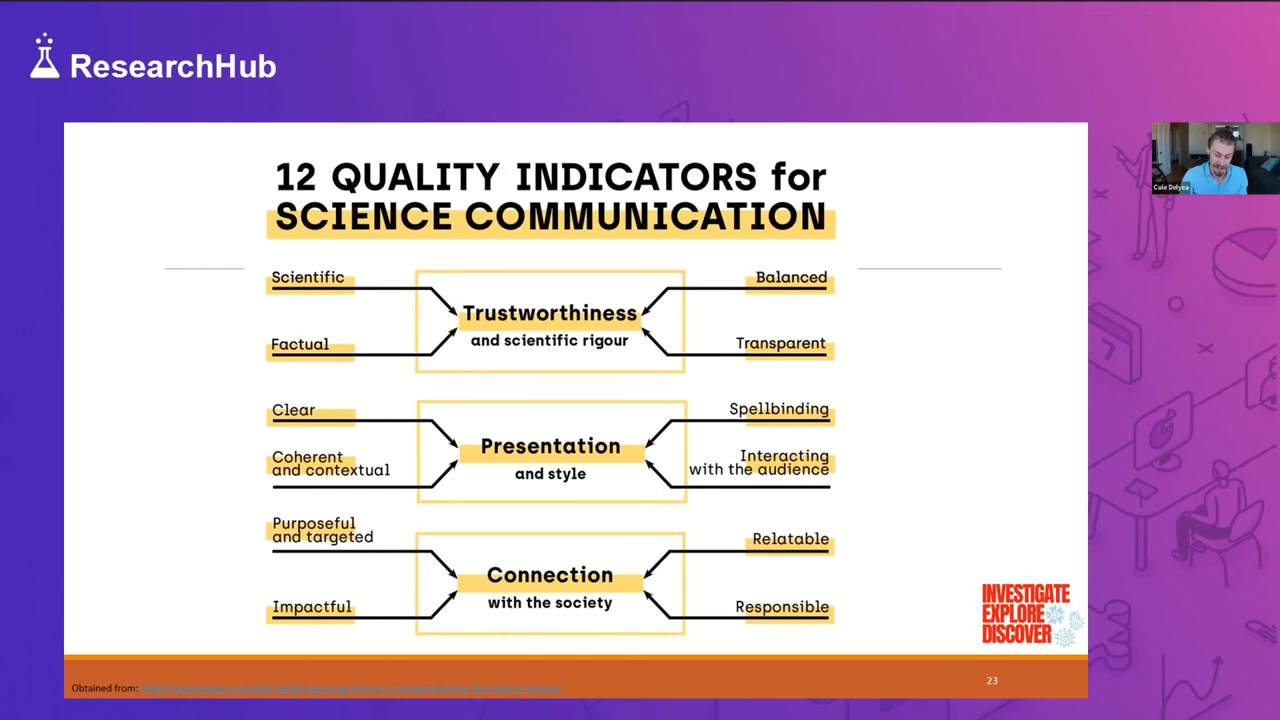 ResearchHub
12 QUALITY INDICATORS for
SCIENCE COMMUNICATION
Scientific
Factual
Trustworthiness
and scientific rigour
Balanced
Transparent
Clear
Coherent
and contextual
Presentation
and style
Spellbinding
Interacting
with the audience
Purposeful
and targeted
Impactful
Connection
with the society
Relatable
Responsible
INVESTIGATE
EXPLORE
DISCOVER
Obtained from:
23
Cole Delyea